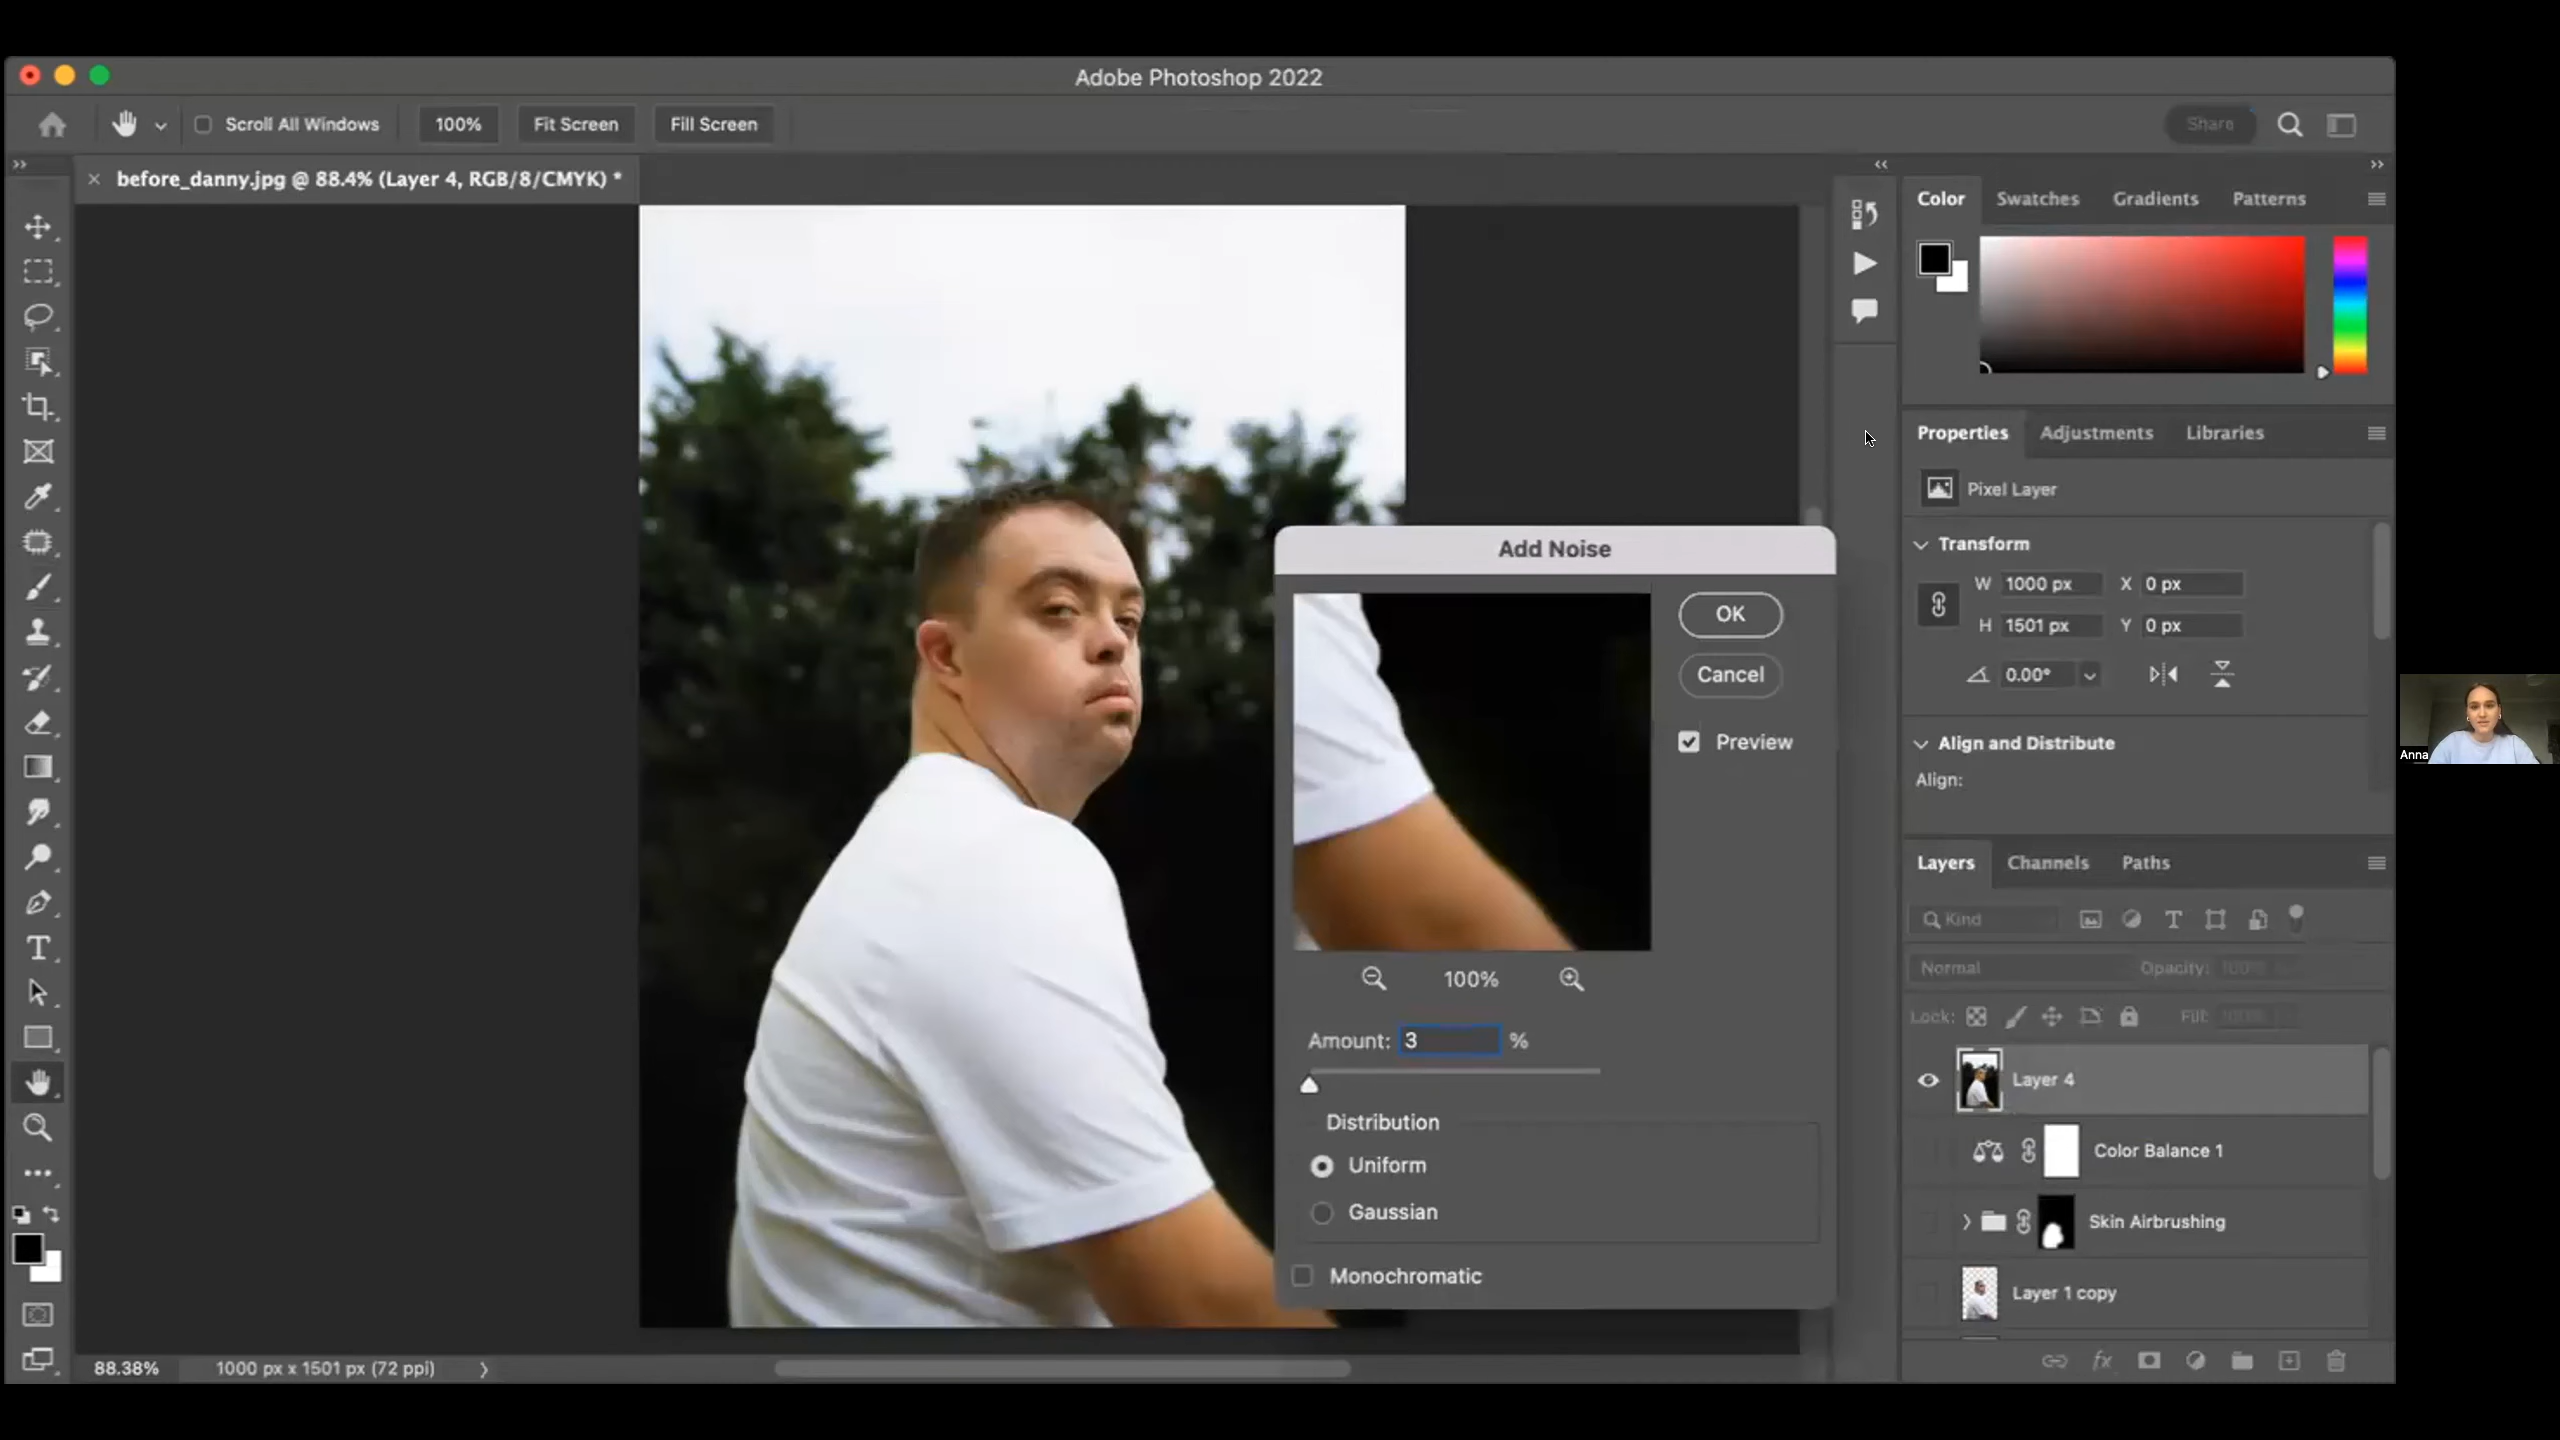 Adobe Photoshop 2022
Scroll All Windows
100%
Fit Screen
Fill Screen
Share
before_danny.jpg @ 88.4% (Layer 4, RGB/8/CMYK) *
Color
Swatches
Gradients
Patterns
Properties
Adjustments
Libraries
Pixel Layer
Transform
W 1000 px X 0 px
H 1501 px Y 0 px
0.00°
Align and Distribute
Align:
Add Noise
OK
Cancel
Preview
100%
Amount: 3 %
Distribution
Uniform
Gaussian
Monochromatic
Layers
Channels
Paths
Kind
Normal
Opacity: 100%
Lock:
Fill:
Layer 4
Color Balance 1
Skin Airbrushing
Layer 1 copy
88.38%
1000 px x 1501 px (72 ppi)
Anna